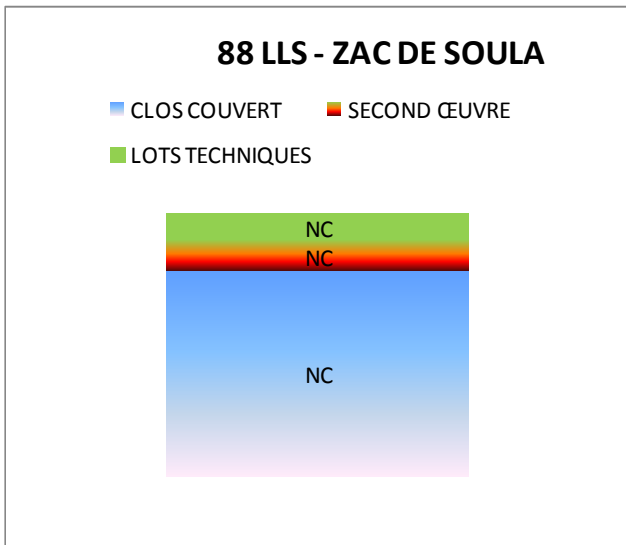 88 LLS - ZAC DE SOULA
CLOS COUVERT SECOND ŒUVRE
LOTS TECHNIQUES
NC
NC
NC